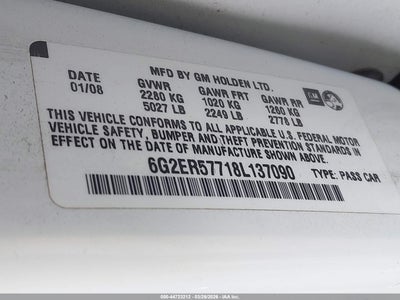 MFD BY GM HOLDEN LTD.
DATE GVWR GAWR FRT GAWR RR
01/08 2280 KG 1020 KG 1260 KG
5027 LB 2249 LB 2778 LB
THIS VEHICLE CONFORMS TO ALL APPLICABLE U.S. FEDERAL MOTOR
VEHICLE SAFETY, BUMPER, AND THEFT PREVENTION STANDARDS IN
EFFECT ON THE DATE OF MANUFACTURE SHOWN ABOVE.
6G2ER57718L137090
TYPE: PASS CAR
GM